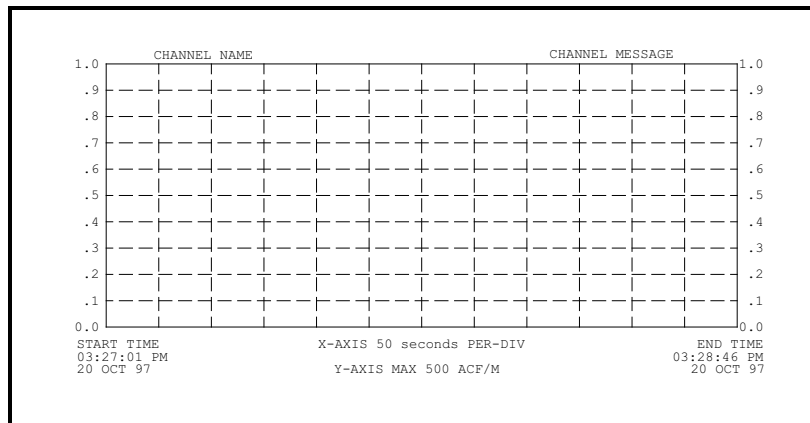 CHANNEL NAME CHANNEL MESSAGE
1.0 1.0
.9 .9
.8 .8
.7 .7
.6 .6
.5 .5
.4 .4
.3 .3
.2 .2
.1 .1
0.0 0.0
START TIME X-AXIS 50 seconds PER-DIV END TIME
03:27:01 PM 03:28:46 PM
20 OCT 97 Y-AXIS MAX 500 ACF/M 20 OCT 97